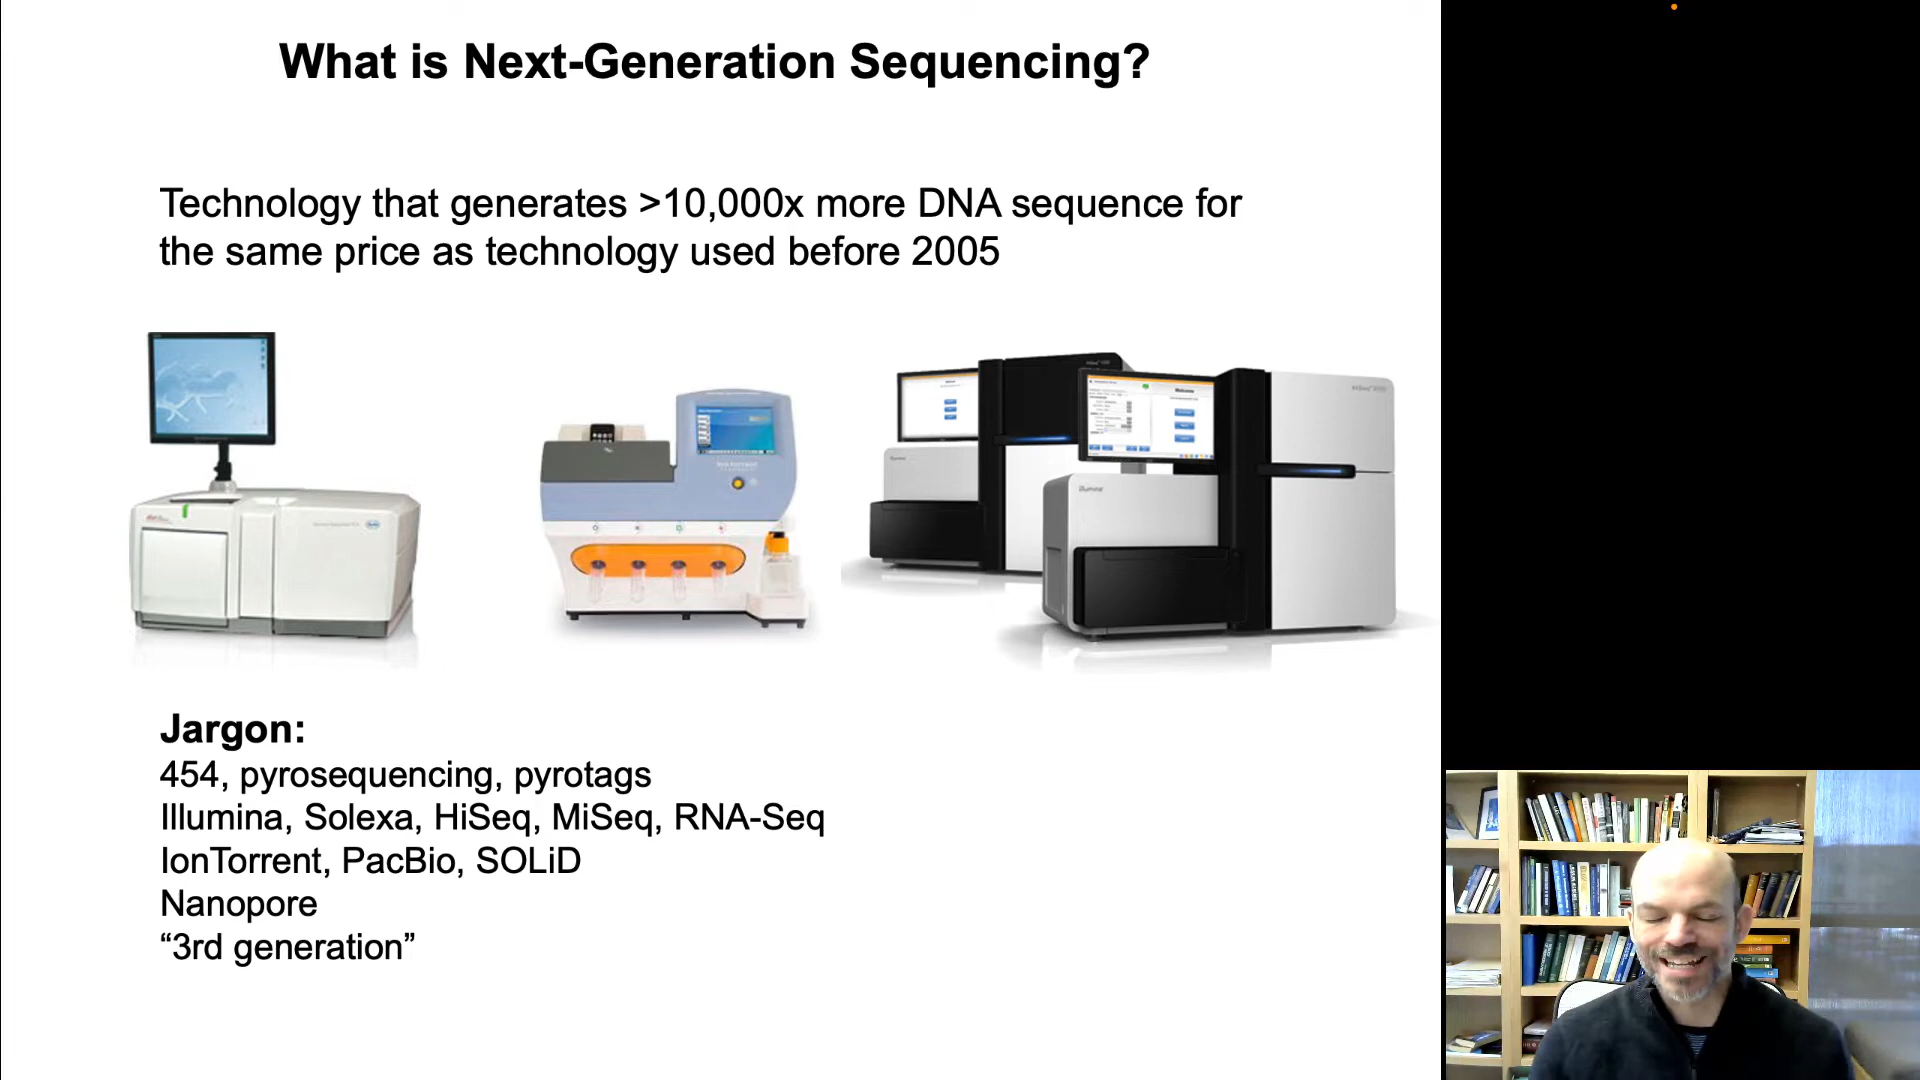 What is Next-Generation Sequencing?
Technology that generates >10,000x more DNA sequence for
the same price as technology used before 2005
illumina
Jargon:
454, pyrosequencing, pyrotags
Illumina, Solexa, HiSeq, MiSeq, RNA-Seq
IonTorrent, PacBio, SOLiD
Nanopore
“3rd generation”